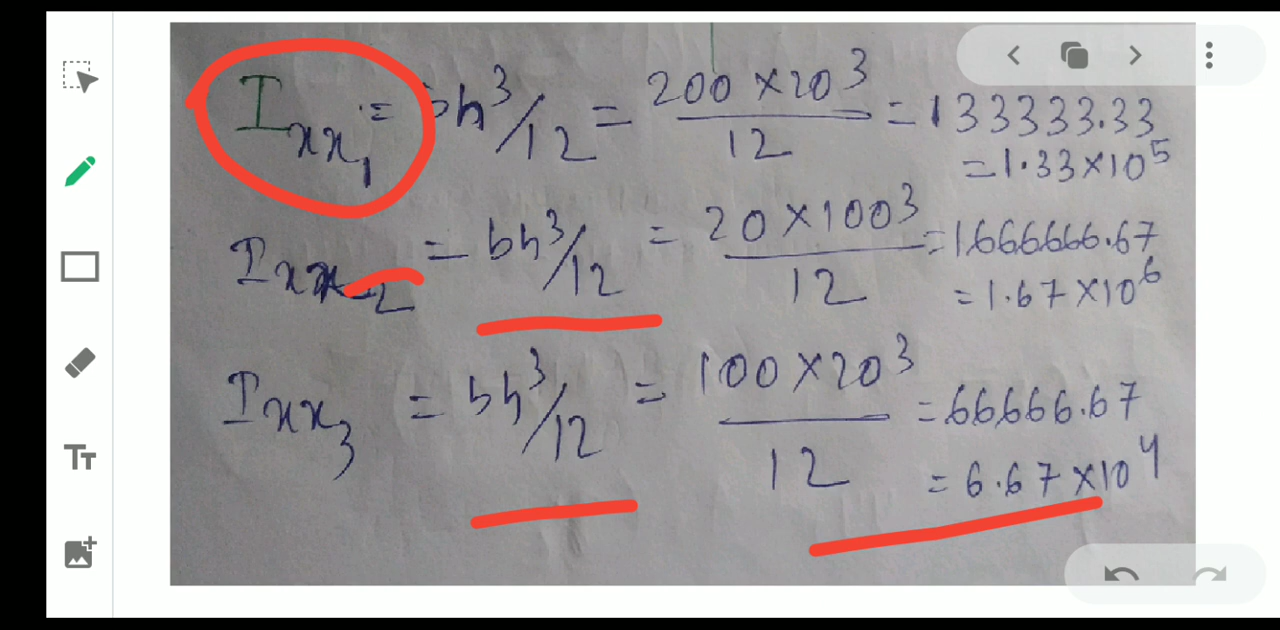 Ixx₁ = bh³/12 = 200 × 20³ / 12 = 133333.33
= 1.33 × 10⁵
Ixx₂ = bh³/12 = 20 × 100³ / 12 = 1666666.67
= 1.67 × 10⁶
Ixx₃ = bh³/12 = 100 × 20³ / 12 = 66666.67
= 6.67 × 10⁴
TT